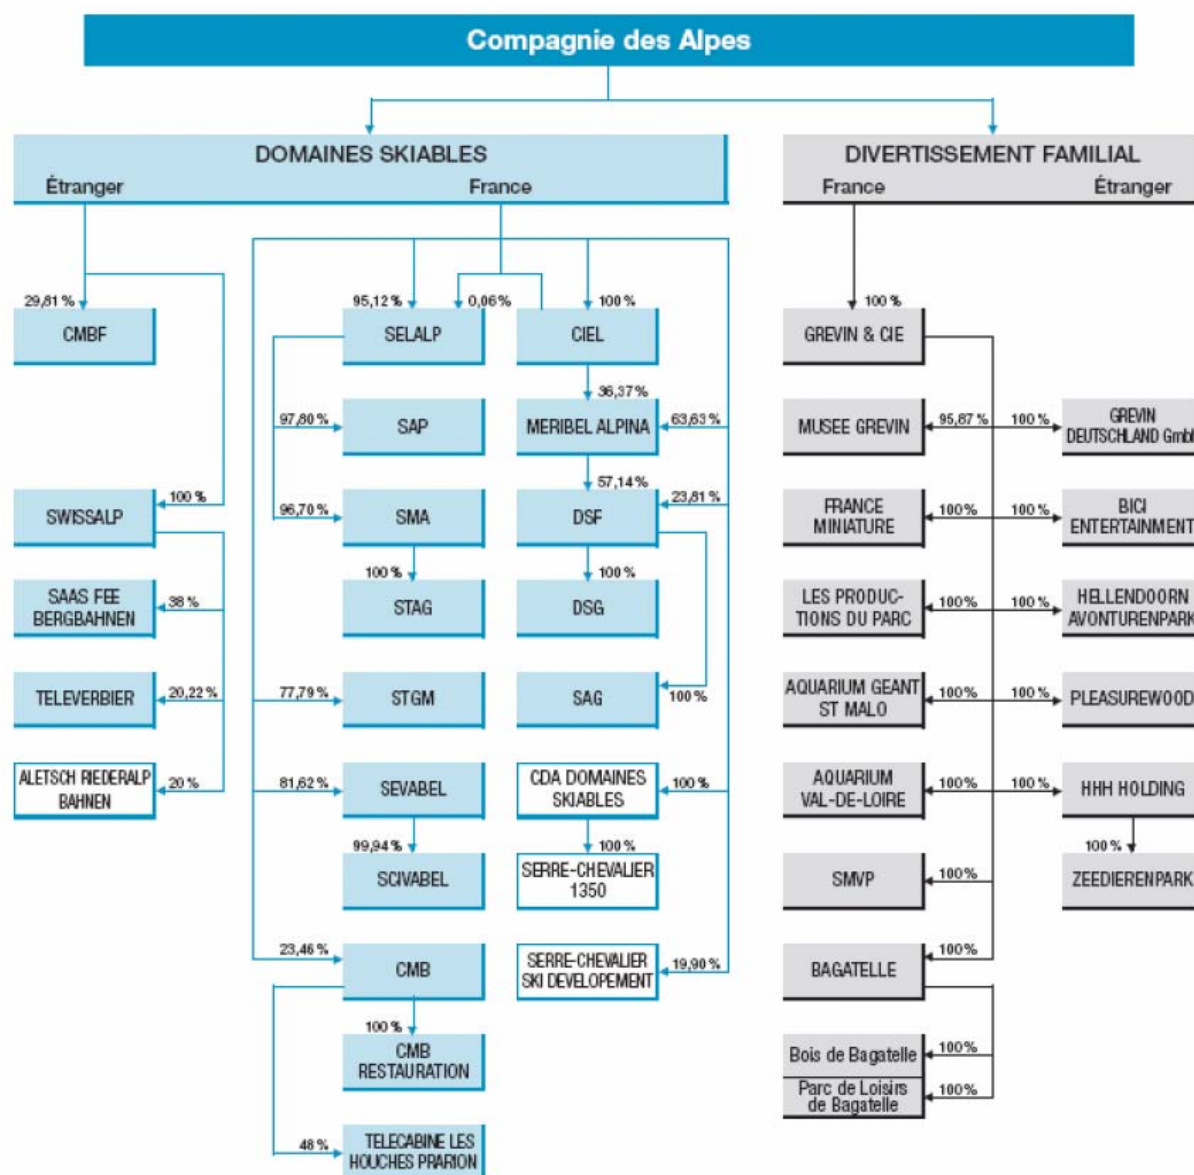 Compagnie des Alpes
DOMAINES SKIABLES
Étranger
France
DIVERTISSEMENT FAMILIAL
France
Étranger
29,81 %
CMBF
95,12 %
SELALP
0,06 %
100 %
CIEL
100 %
GREVIN & CIE
36,37 %
97,80 %
SAP
MERIBEL ALPINA
63,63 %
MUSEE GREVIN
95,87 %
100%
GREVIN
DEUTSCHLAND GmbH
57,14 %
100 %
SWISSALP
96,70 %
SMA
DSF
23,81 %
FRANCE
MINIATURE
100%
100%
BICI
ENTERTAINMENT
SAAS FEE
BERGBAHNEN
38 %
100 %
STAG
100 %
DSG
LES PRODUC-
TIONS DU PARC
100%
100%
HELLENDOORN
AVONTURENPARK
TELEVERBIER
20,22 %
77,79 %
STGM
SAG
100 %
AQUARIUM GEANT
ST MALO
100%
100%
PLEASUREWOOD
ALETSCH RIEDERALP
BAHNEN
20 %
81,62 %
SEVABEL
CDA DOMAINES
SKIABLES
100 %
AQUARIUM
VAL-DE-LOIRE
100%
100%
HHH HOLDING
99,94 %
SCIVABEL
100 %
SERRE-CHEVALIER
1350
SMVP
100%
100 %
ZEEDIERENPARK
23,46 %
CMB
SERRE-CHEVALIER
SKI DEVELOPEMENT
19,90 %
BAGATELLE
100%
100 %
CMB
RESTAURATION
Bois de Bagatelle
100%
Parc de Loisirs
de Bagatelle
100%
48 %
TELECABINE LES
HOUCHES PRARION